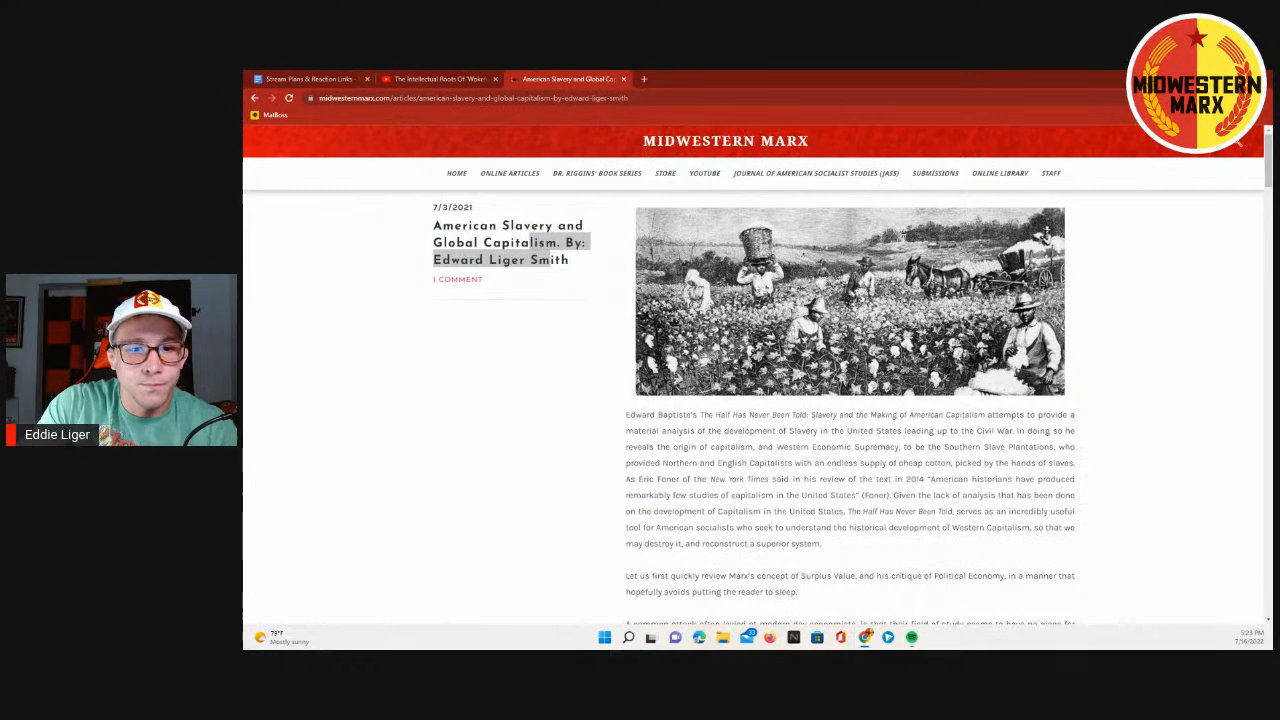 MIDWESTERN
MARX
Stream Plans & Reaction Links -
The Intellectual Roots Of 'Woken
American Slavery and Global Cap
midwesternmarx.com/articles/american-slavery-and-global-capitalism-by-edward-liger-smith
MatBoss
MIDWESTERN MARX
HOME ONLINE ARTICLES DR. RIGGINS' BOOK SERIES STORE YOUTUBE JOURNAL OF AMERICAN SOCIALIST STUDIES (JASS) SUBMISSIONS ONLINE LIBRARY STAFF
7/3/2021
American Slavery and
Global Capitalism. By:
Edward Liger Smith
1 COMMENT
Edward Baptiste's The Half Has Never Been Told: Slavery and the Making of American Capitalism attempts to provide a
material analysis of the development of Slavery in the United States leading up to the Civil War. In doing so he
reveals the origin of capitalism, and Western Economic Supremacy, to be the Southern Slave Plantations, who
provided Northern and English Capitalists with an endless supply of cheap cotton, picked by the hands of slaves.
As Eric Foner of the New York Times said in his review of the text in 2014 "American historians have produced
remarkably few studies of capitalism in the United States" (Foner). Given the lack of analysis that has been done
on the development of Capitalism in the United States, The Half Has Never Been Told, serves as an incredibly useful
tool for American socialists who seek to understand the historical development of Western Capitalism, so that we
may destroy it, and reconstruct a superior system.
Let us first quickly review Marx's concept of Surplus Value, and his critique of Political Economy, in a manner that
hopefully avoids putting the reader to sleep.
Eddie Liger
79°F
Mostly sunny
5:23 PM
7/16/2022